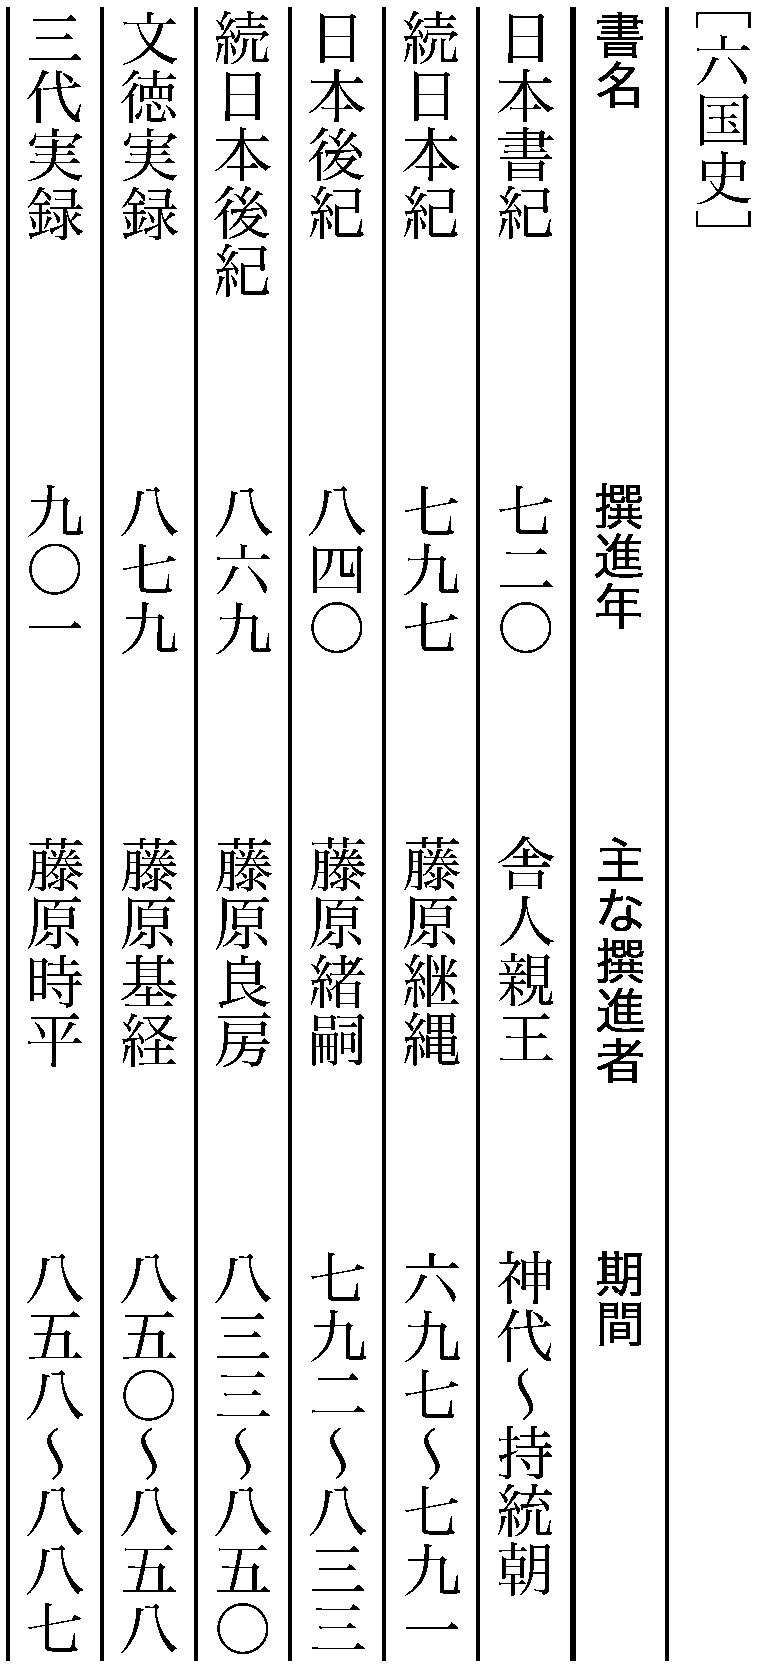 ［六国史］
書名　撰進年　主な撰進者　期間
日本書紀　七二〇　舎人親王　神代～持統朝
続日本紀　七九七　藤原継縄　六九七～七九一
日本後紀　八四〇　藤原緒嗣　七九二～八三三
続日本後紀　八六九　藤原良房　八三三～八五〇
文徳実録　八七九　藤原基経　八五〇～八五八
三代実録　九〇一　藤原時平　八五八～八八七